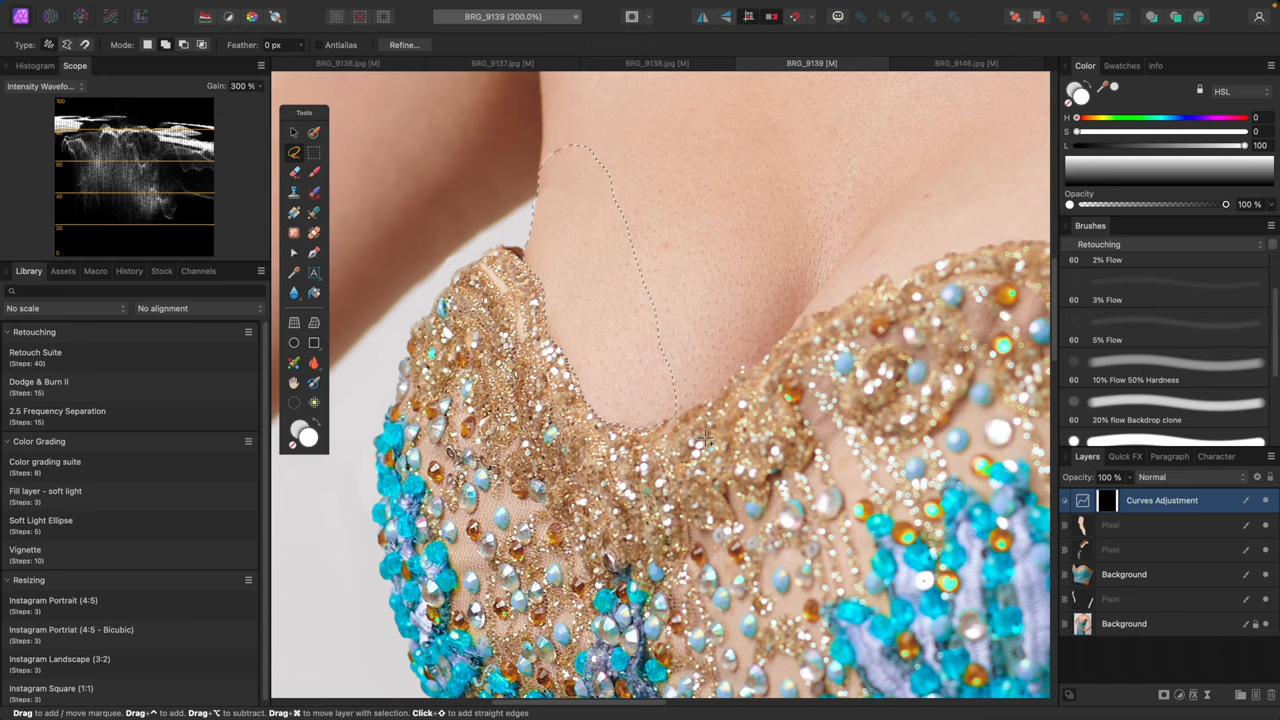 BRG_9139 (200.0%)
Type:
Mode:
Feather: 0 px
Antialias
Refine...
Histogram
Scope
BRG_9136.jpg [M]
BRG_9137.jpg [M]
BRG_9138.jpg [M]
BRG_9139 [M]
BRG_9146.jpg [M]
Color
Swatches
Info
Intensity Wavefo...
Gain: 300 %
100
80
60
40
20
0
Tools
HSL
H
0
S
0
L
100
Opacity
100 %
Brushes
Retouching
60
2% Flow
60
3% Flow
60
5% Flow
60
10% Flow 50% Hardness
60
20% flow Backdrop clone
Library
Assets
Macro
History
Stock
Channels
No scale
No alignment
Retouching
Retouch Suite
(Steps: 40)
Dodge & Burn II
(Steps: 15)
2.5 Frequency Separation
(Steps: 15)
Color Grading
Color grading suite
(Steps: 8)
Fill layer - soft light
(Steps: 3)
Soft Light Ellipse
(Steps: 5)
Vignette
(Steps: 10)
Resizing
Instagram Portrait (4:5)
(Steps: 3)
Instagram Portriat (4:5 - Bicubic)
(Steps: 3)
Instagram Landscape (3:2)
(Steps: 3)
Instagram Square (1:1)
(Steps: 3)
Layers
Quick FX
Paragraph
Character
Opacity: 100 %
Normal
Curves Adjustment
Pixel
Pixel
Background
Pixel
Background
Drag to add / move marquee. Drag+^ to add. Drag+⌥ to subtract. Drag+⌘ to move layer with selection. Click+⇧ to add straight edges.